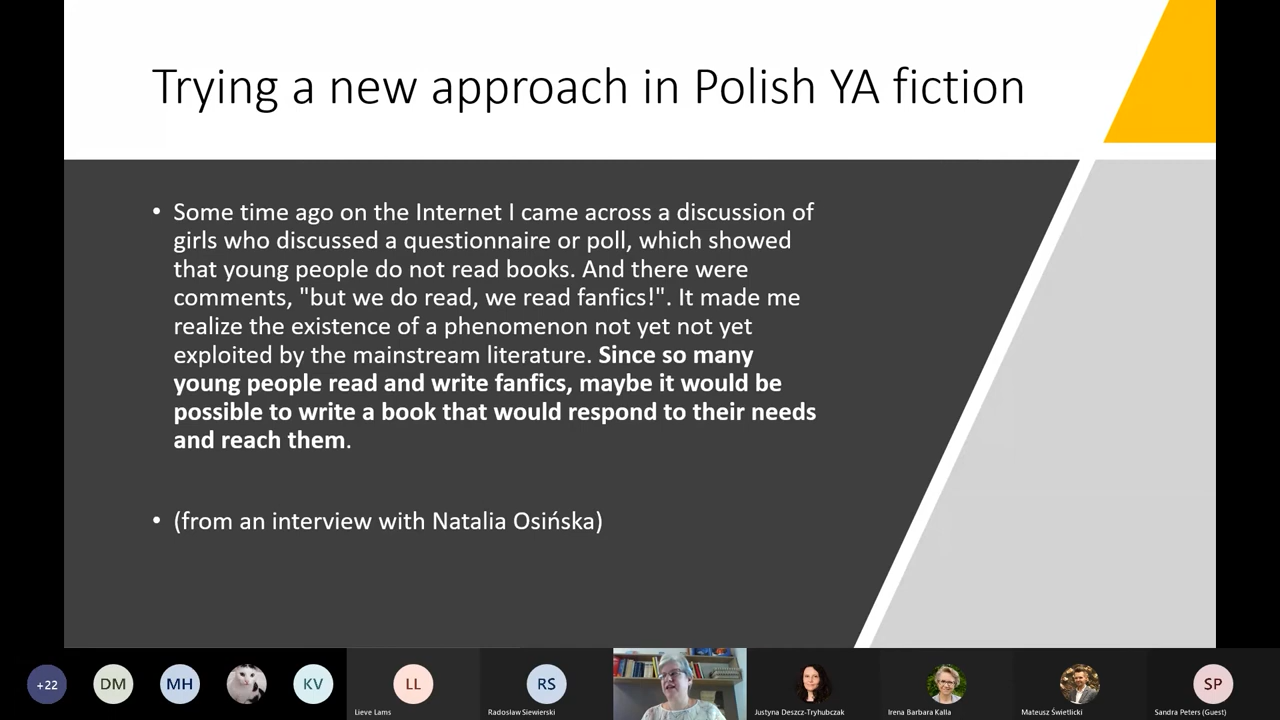 Trying a new approach in Polish YA fiction
• Some time ago on the Internet I came across a discussion of
girls who discussed a questionnaire or poll, which showed
that young people do not read books. And there were
comments, "but we do read, we read fanfics!". It made me
realize the existence of a phenomenon not yet not yet
exploited by the mainstream literature. Since so many
young people read and write fanfics, maybe it would be
possible to write a book that would respond to their needs
and reach them.
• (from an interview with Natalia Osińska)
+22
DM
MH
KV
LL
RS
SP
Lieve Lams
Radosław Siewierski
Justyna Deszcz-Tryhubczak
Irena Barbara Kalla
Mateusz Świetlicki
Sandra Peters (Guest)